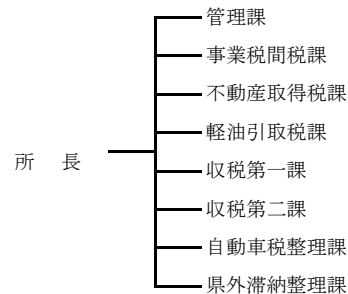 所 長
管理課
事業税間税課
不動産取得税課
軽油引取税課
収税第一課
収税第二課
自動車税整理課
県外滞納整理課